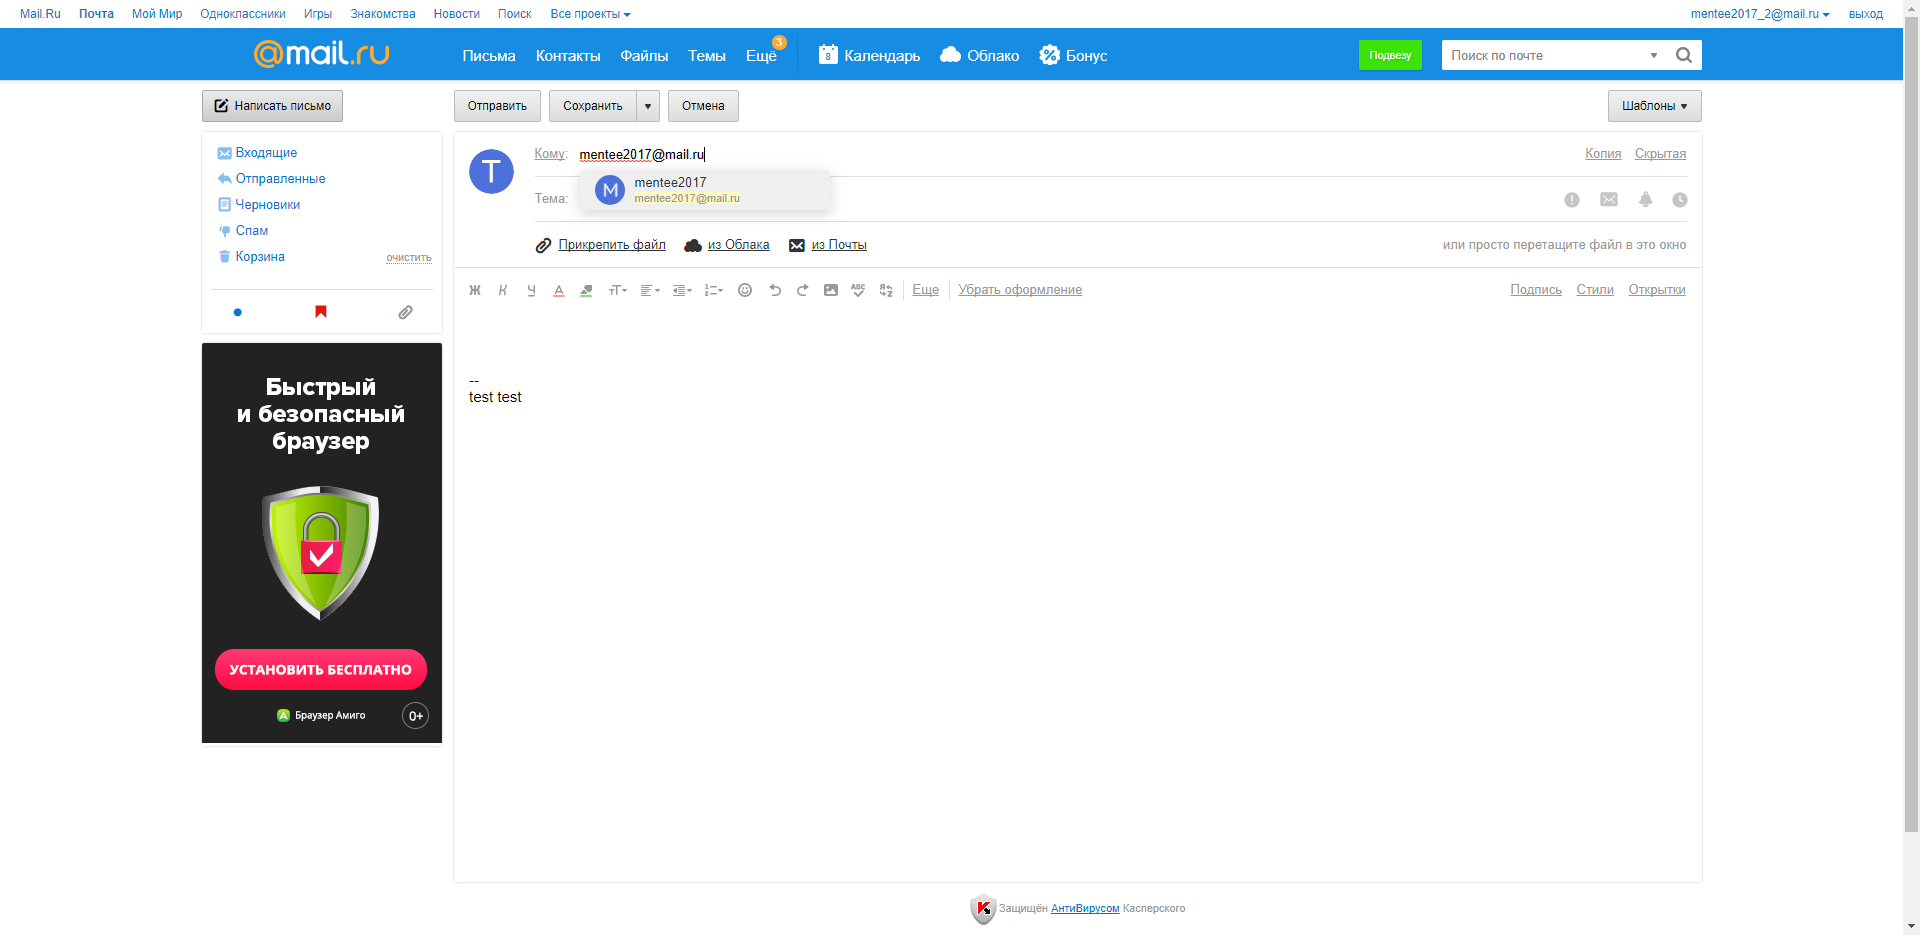 Mail.Ru Почта Мой Мир Одноклассники Игры Знакомства Новости Поиск Все проекты mentee2017_2@mail.ru выход
@mail.ru Письма Контакты Файлы Темы Ещё 3 8 Календарь Облако Бонус Подвезу Поиск по почте
Написать письмо Отправить Сохранить Отмена Шаблоны
Входящие
Отправленные
Черновики
Спам
Корзина очистить
T Кому: mentee2017@mail.ru Копия Скрытая
M mentee2017
mentee2017@mail.ru
Тема:
Прикрепить файл из Облака из Почты или просто перетащите файл в это окно
Ж К Ч А тТ ABC Еще Убрать оформление Подпись Стили Открытки
--
test test
Быстрый
и безопасный
браузер
УСТАНОВИТЬ БЕСПЛАТНО
Браузер Амиго 0+
Защищён АнтиВирусом Касперского